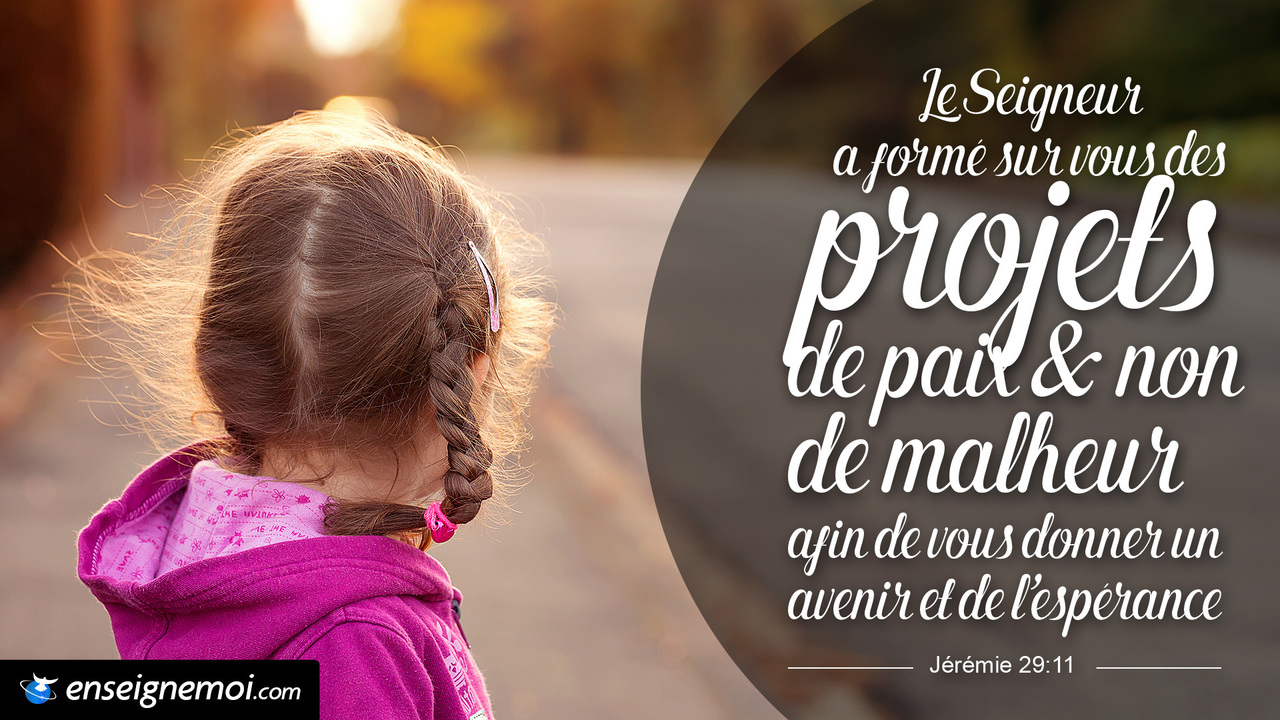 Le Seigneur
a formé sur vous des
projets
de paix & non
de malheur
afin de vous donner un
avenir et de l'espérance
Jérémie 29:11
enseignemoi.com